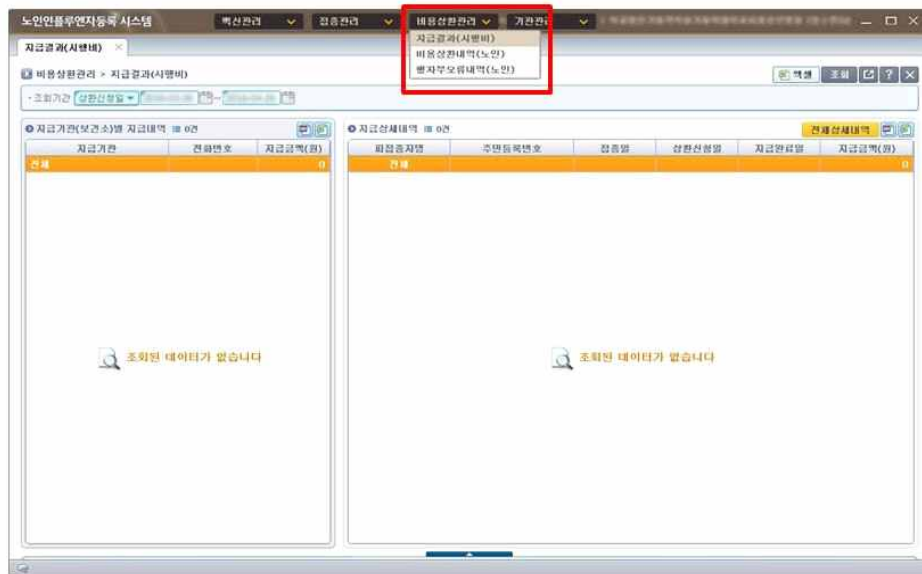 노인인플루엔자등록 시스템
백신관리 접종관리 비용상환관리 기관관리
지급결과(시행비)
비용상환내역(노인)
행자부오류내역(노인)
지급결과(시행비) ×
비용상환관리 > 지급결과(시행비)
엑셀 조회 ? X
·조회기간 상환신청일 ~
지급기관(보건소)별 지급내역 0건
지급기관 전화번호 지급금액(원)
전체 0
조회된 데이터가 없습니다
지급상세내역 0건
전체상세내역
피접종자명 주민등록번호 접종일 상환신청일 지급완료일 지급금액(원)
전체 0
조회된 데이터가 없습니다